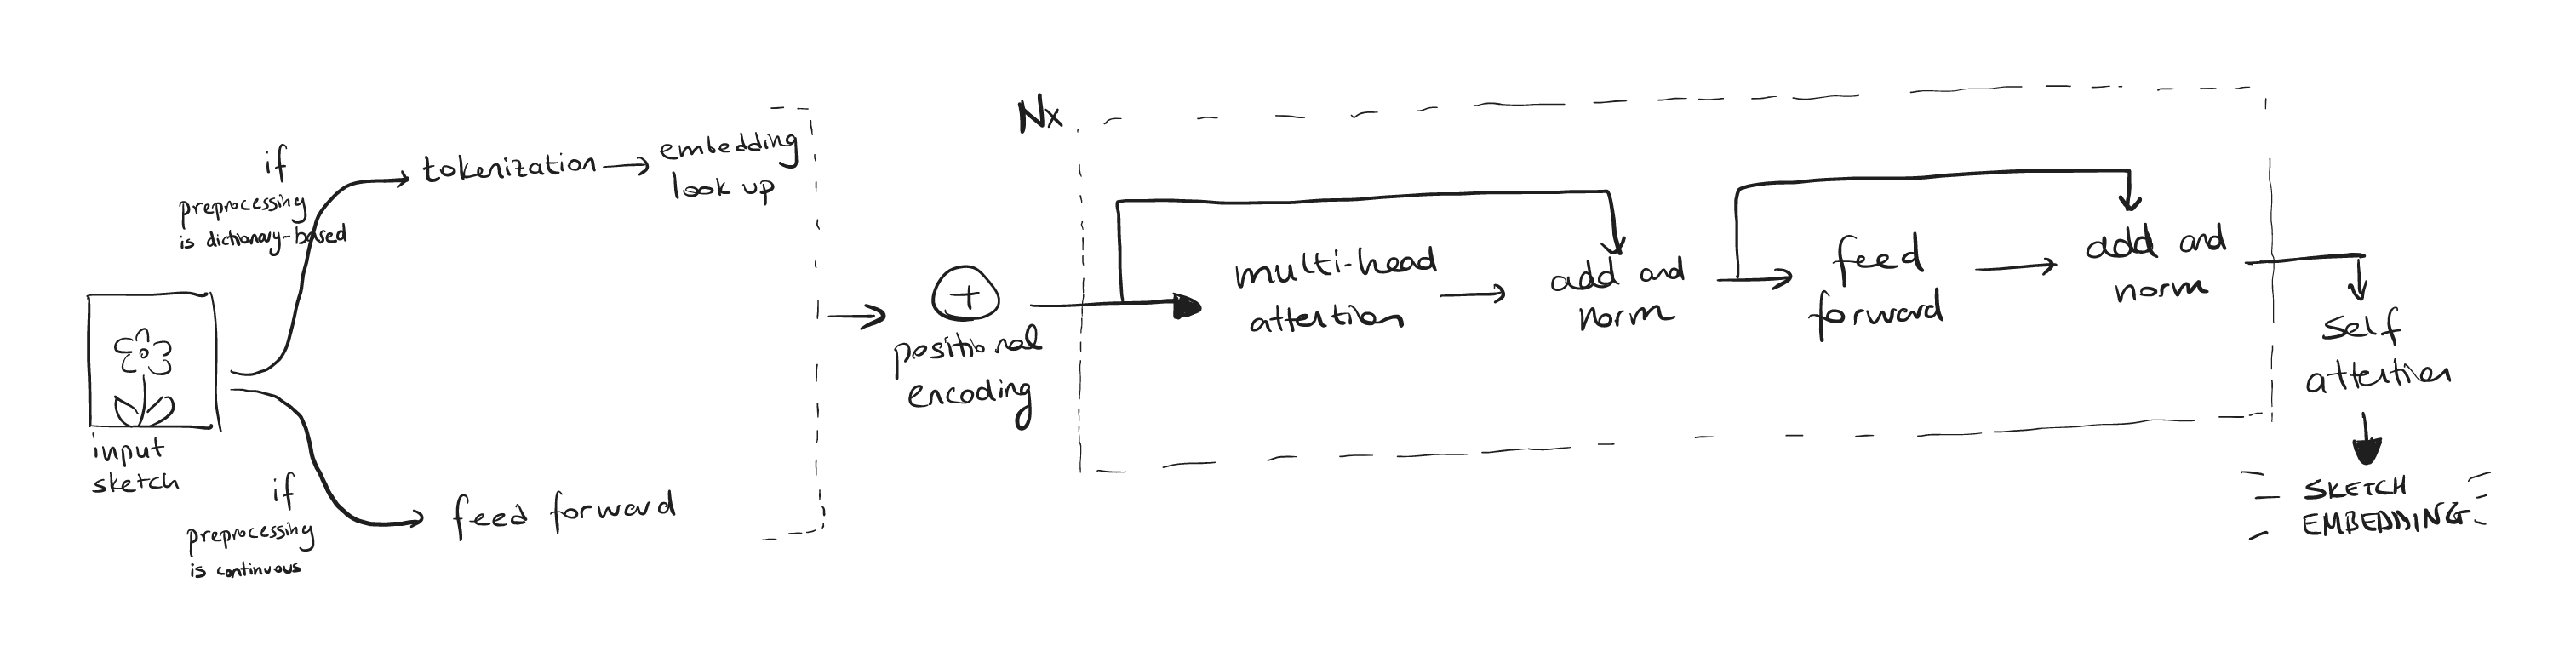 if
preprocessing
is dictionary-based
tokenization
embedding
look up
input
sketch
if
preprocessing
is continuous
feed forward
+
positional
encoding
Nx
multi-head
attention
add and
norm
feed
forward
add and
norm
self
attention
SKETCH
EMBEDDING